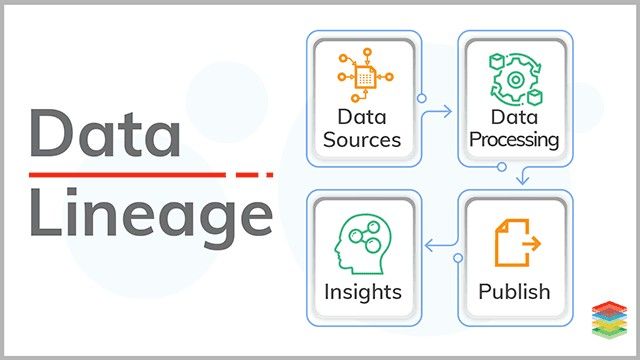 Data
Lineage
Data
Sources
Data
Processing
Insights
Publish